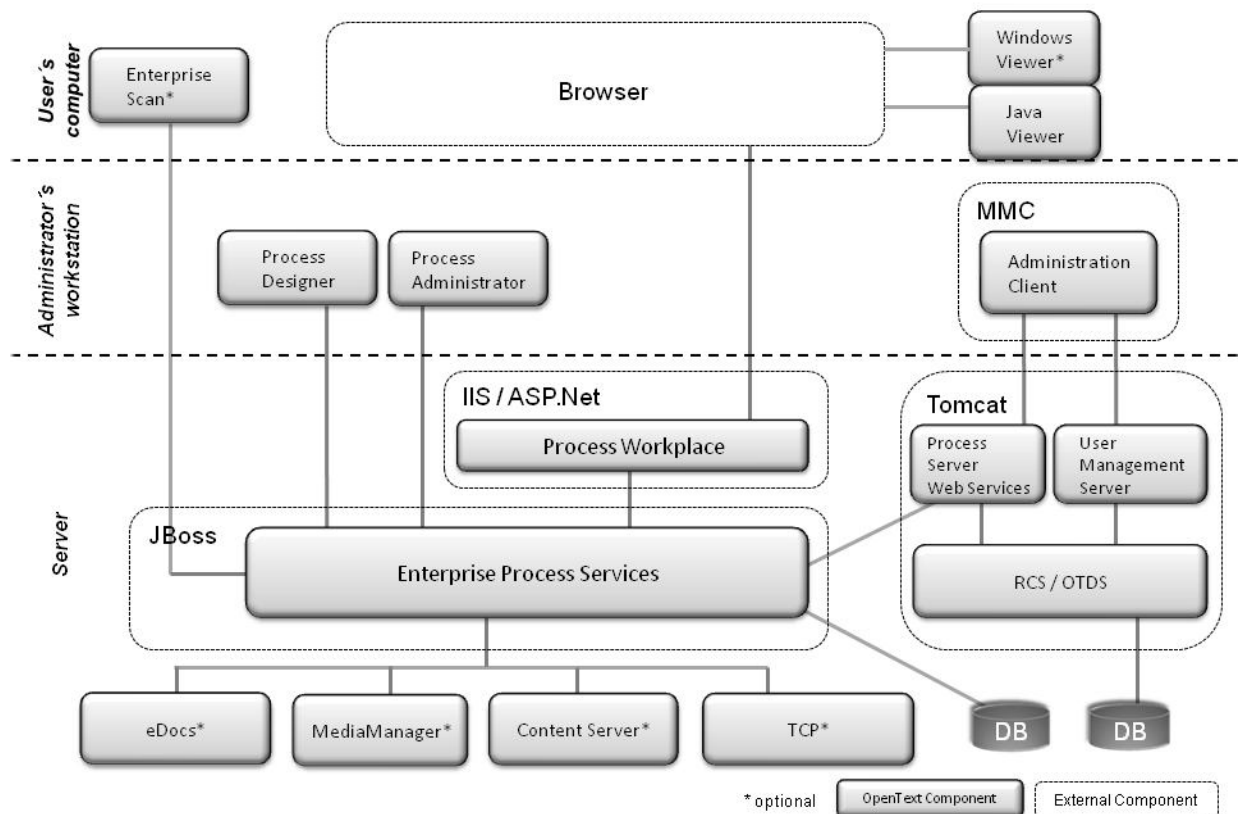 User´s
computer
Enterprise
Scan*
Browser
Windows
Viewer*
Java
Viewer
Administrator´s
workstation
Process
Designer
Process
Administrator
MMC
Administration
Client
Server
IIS / ASP.Net
Process Workplace
Tomcat
Process
Server
Web Services
User
Management
Server
JBoss
Enterprise Process Services
RCS / OTDS
eDocs*
MediaManager*
Content Server*
TCP*
DB
DB
* optional
OpenText Component
External Component